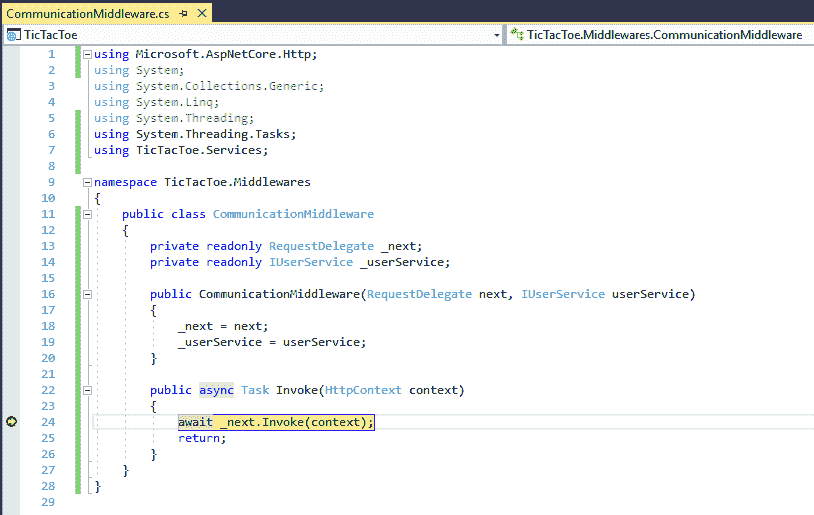 CommunicationMiddleware.cs
TicTacToe TicTacToe.Middlewares.CommunicationMiddleware
1 using Microsoft.AspNetCore.Http;
2 using System;
3 using System.Collections.Generic;
4 using System.Linq;
5 using System.Threading;
6 using System.Threading.Tasks;
7 using TicTacToe.Services;
8
9 namespace TicTacToe.Middlewares
10 {
11 public class CommunicationMiddleware
12 {
13 private readonly RequestDelegate _next;
14 private readonly IUserService _userService;
15
16 public CommunicationMiddleware(RequestDelegate next, IUserService userService)
17 {
18 _next = next;
19 _userService = userService;
20 }
21
22 public async Task Invoke(HttpContext context)
23 {
24 await _next.Invoke(context);
25 return;
26 }
27 }
28 }
29